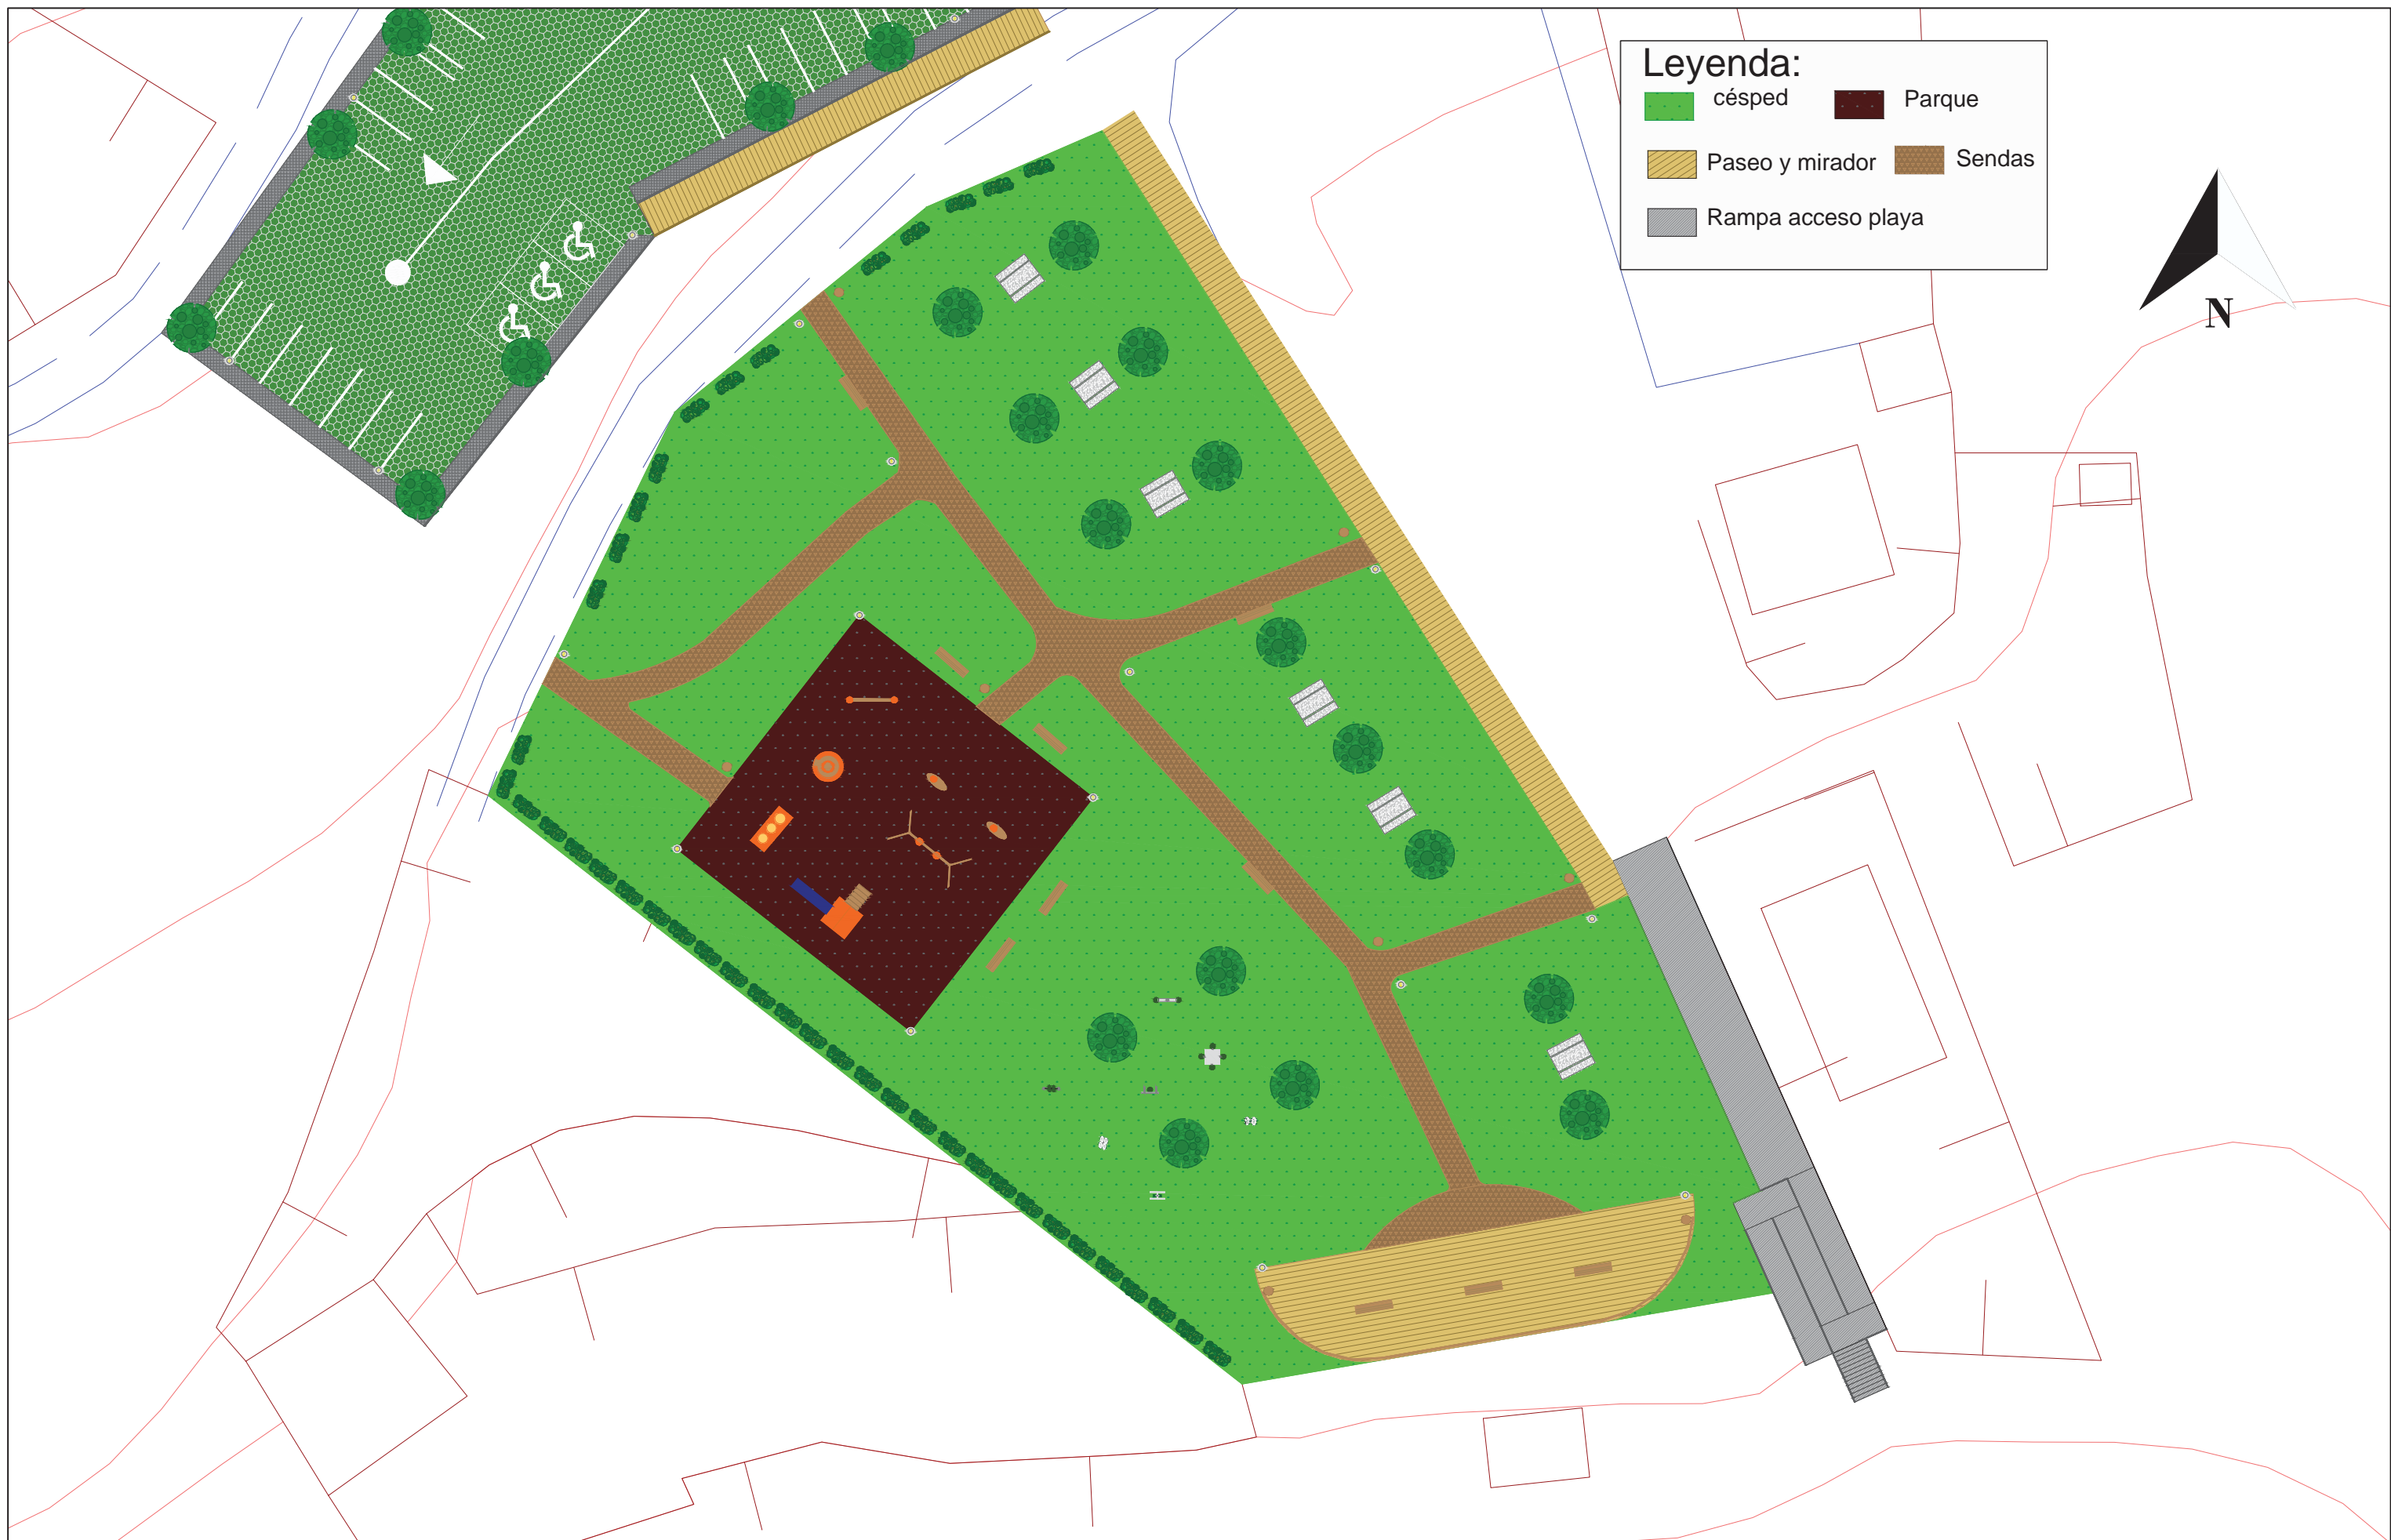 Leyenda:
césped
Parque
Paseo y mirador
Sendas
Rampa acceso playa
N